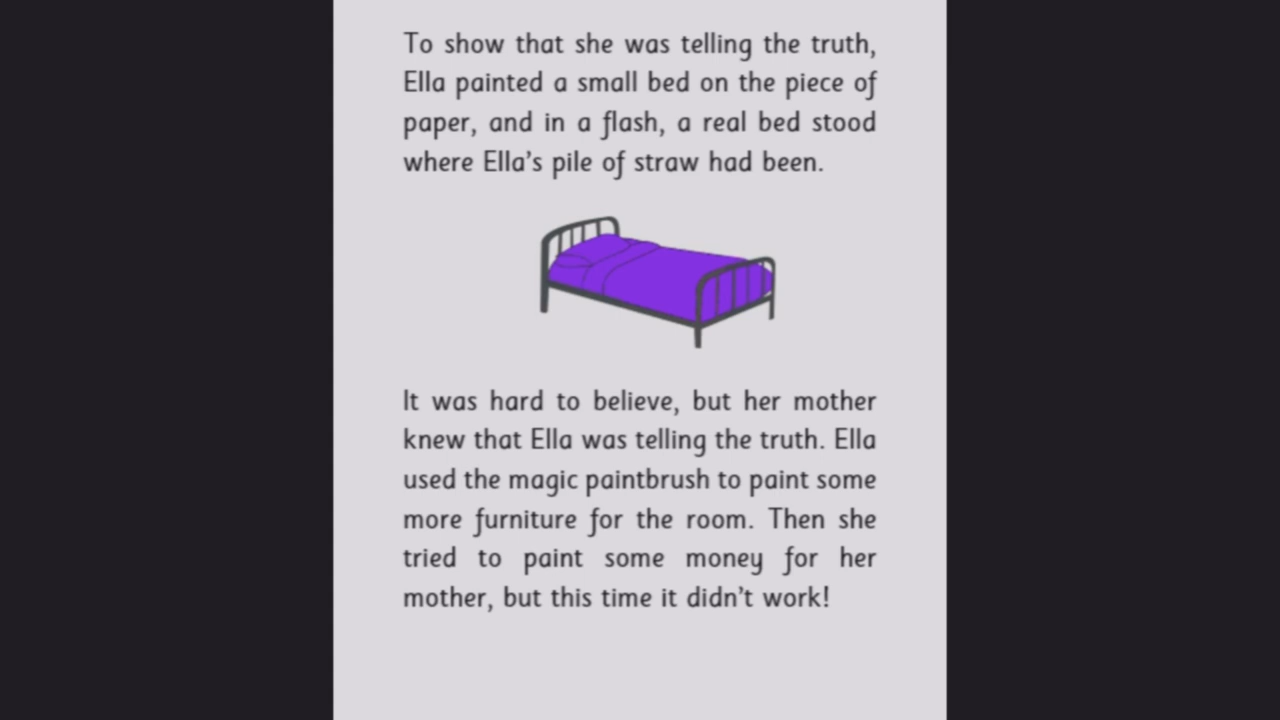 To show that she was telling the truth,
Ella painted a small bed on the piece of
paper, and in a flash, a real bed stood
where Ella's pile of straw had been.
It was hard to believe, but her mother
knew that Ella was telling the truth. Ella
used the magic paintbrush to paint some
more furniture for the room. Then she
tried to paint some money for her
mother, but this time it didn't work!